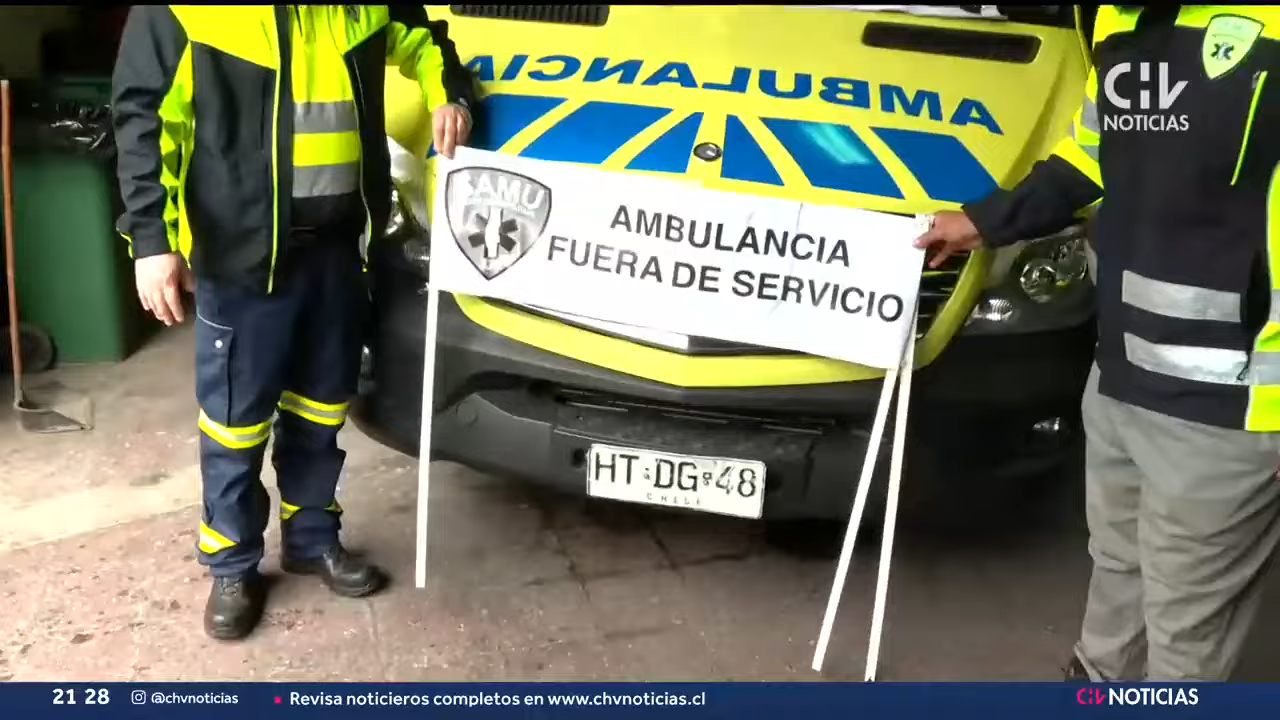 AMBULANCIA
CHV
NOTICIAS
SAMU
AMBULANCIA
FUERA DE SERVICIO
HT DG 48
CHILE
21 28 @chvnoticias Revisa noticieros completos en www.chvnoticias.cl CHV NOTICIAS